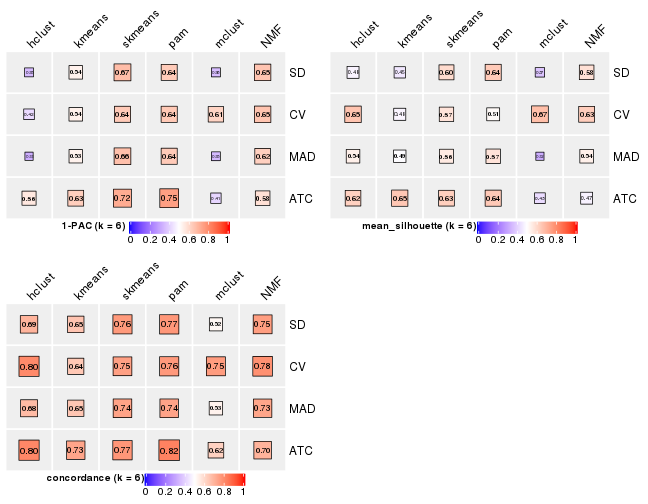 hclust kmeans skmeans pam mclust NMF
0.54 0.67 0.64 0.65 SD
0.42 0.54 0.64 0.64 0.61 0.65 CV
0.53 0.66 0.64 0.62 MAD
0.56 0.63 0.72 0.75 0.41 0.58 ATC
1-PAC (k = 6)
0 0.2 0.4 0.6 0.8 1
hclust kmeans skmeans pam mclust NMF
0.60 0.64 0.58 SD
0.65 0.41 0.57 0.51 0.67 0.63 CV
0.54 0.49 0.56 0.57 0.54 MAD
0.62 0.65 0.63 0.64 0.47 ATC
mean_silhouette (k = 6)
0 0.2 0.4 0.6 0.8 1
hclust kmeans skmeans pam mclust NMF
0.69 0.65 0.76 0.77 0.52 0.75 SD
0.80 0.64 0.75 0.76 0.75 0.78 CV
0.68 0.65 0.74 0.74 0.53 0.73 MAD
0.80 0.73 0.77 0.82 0.62 0.70 ATC
concordance (k = 6)
0 0.2 0.4 0.6 0.8 1